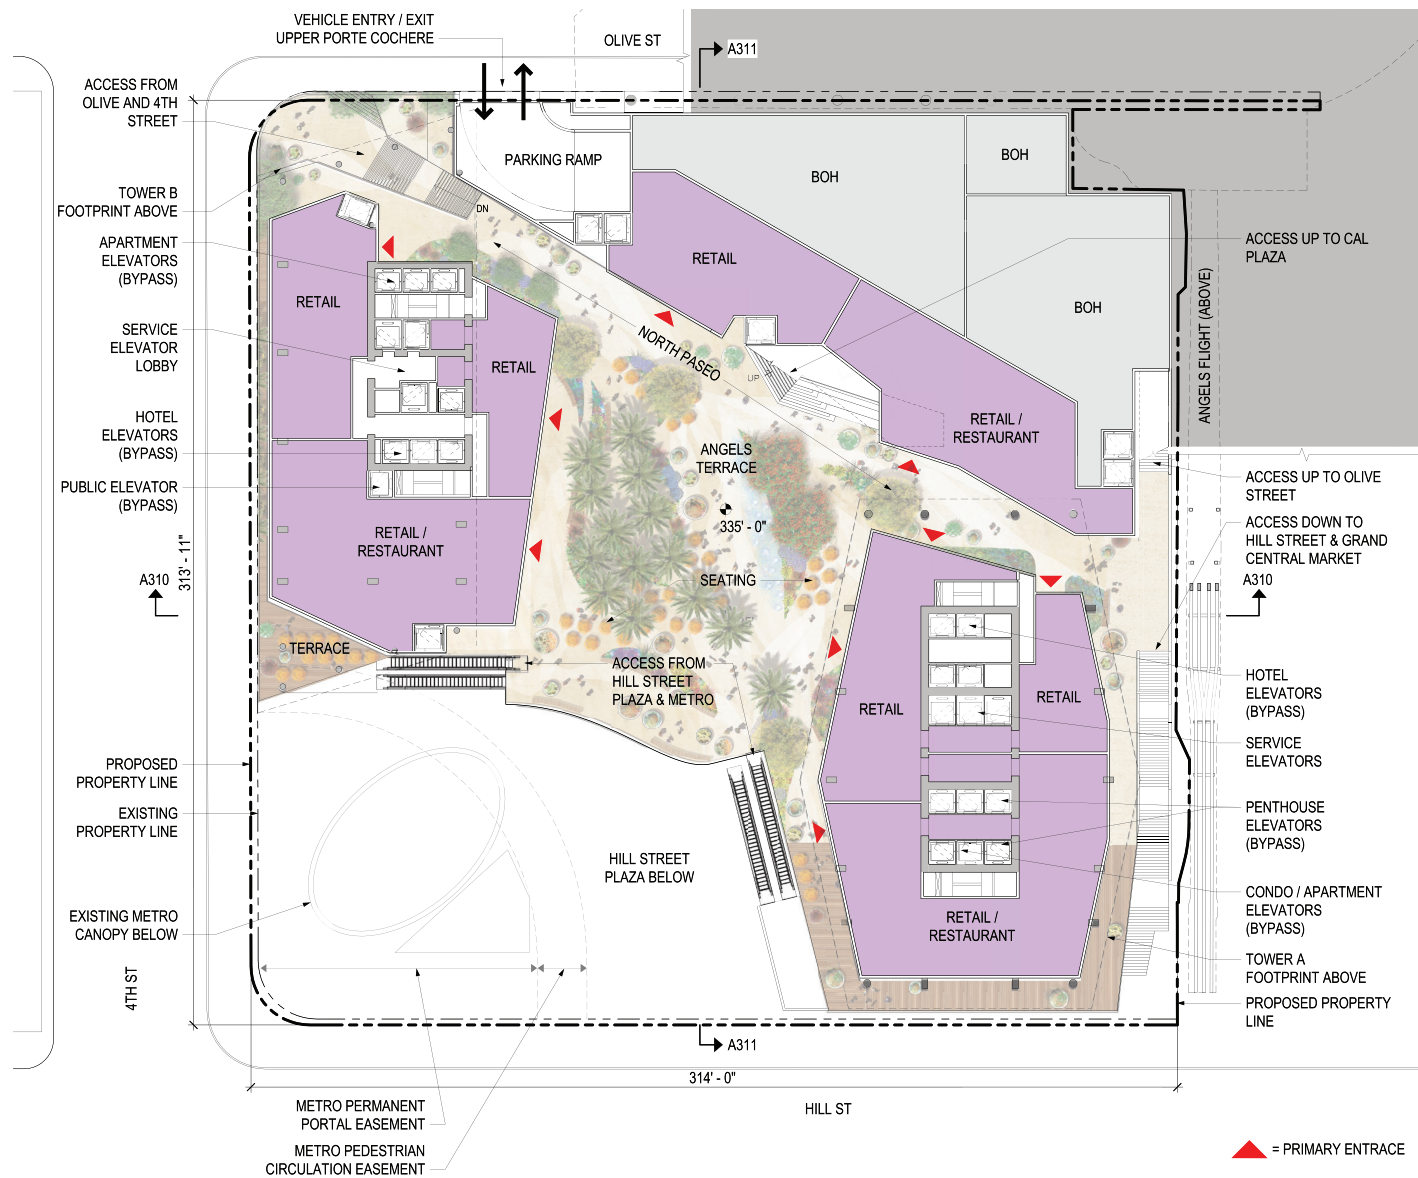 VEHICLE ENTRY / EXIT
UPPER PORTE COCHERE
OLIVE ST
A311
ACCESS FROM
OLIVE AND 4TH
STREET
PARKING RAMP
BOH
BOH
TOWER B
FOOTPRINT ABOVE
DN
APARTMENT
ELEVATORS
(BYPASS)
RETAIL
ACCESS UP TO CAL
PLAZA
RETAIL
BOH
ANGELS FLIGHT (ABOVE)
SERVICE
ELEVATOR
LOBBY
NORTH PASEO
RETAIL
UP
HOTEL
ELEVATORS
(BYPASS)
RETAIL /
RESTAURANT
ANGELS
TERRACE
PUBLIC ELEVATOR
(BYPASS)
ACCESS UP TO OLIVE
STREET
335' - 0"
RETAIL /
RESTAURANT
ACCESS DOWN TO
HILL STREET & GRAND
CENTRAL MARKET
313' - 11"
A310
SEATING
A310
TERRACE
ACCESS FROM
HILL STREET
PLAZA & METRO
HOTEL
ELEVATORS
(BYPASS)
RETAIL
RETAIL
SERVICE
ELEVATORS
PROPOSED
PROPERTY LINE
EXISTING
PROPERTY LINE
PENTHOUSE
ELEVATORS
(BYPASS)
HILL STREET
PLAZA BELOW
CONDO / APARTMENT
ELEVATORS
(BYPASS)
EXISTING METRO
CANOPY BELOW
RETAIL /
RESTAURANT
TOWER A
FOOTPRINT ABOVE
4TH ST
PROPOSED PROPERTY
LINE
A311
314' - 0"
METRO PERMANENT
PORTAL EASEMENT
HILL ST
METRO PEDESTRIAN
CIRCULATION EASEMENT
= PRIMARY ENTRACE